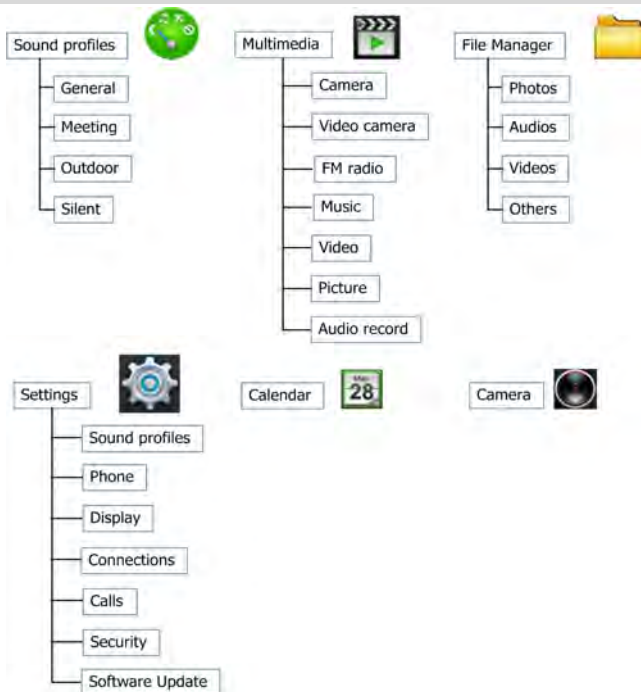 Sound profiles
General
Meeting
Outdoor
Silent
Multimedia
Camera
Video camera
FM radio
Music
Video
Picture
Audio record
File Manager
Photos
Audios
Videos
Others
Settings
Sound profiles
Phone
Display
Connections
Calls
Security
Software Update
Calendar
28
Camera